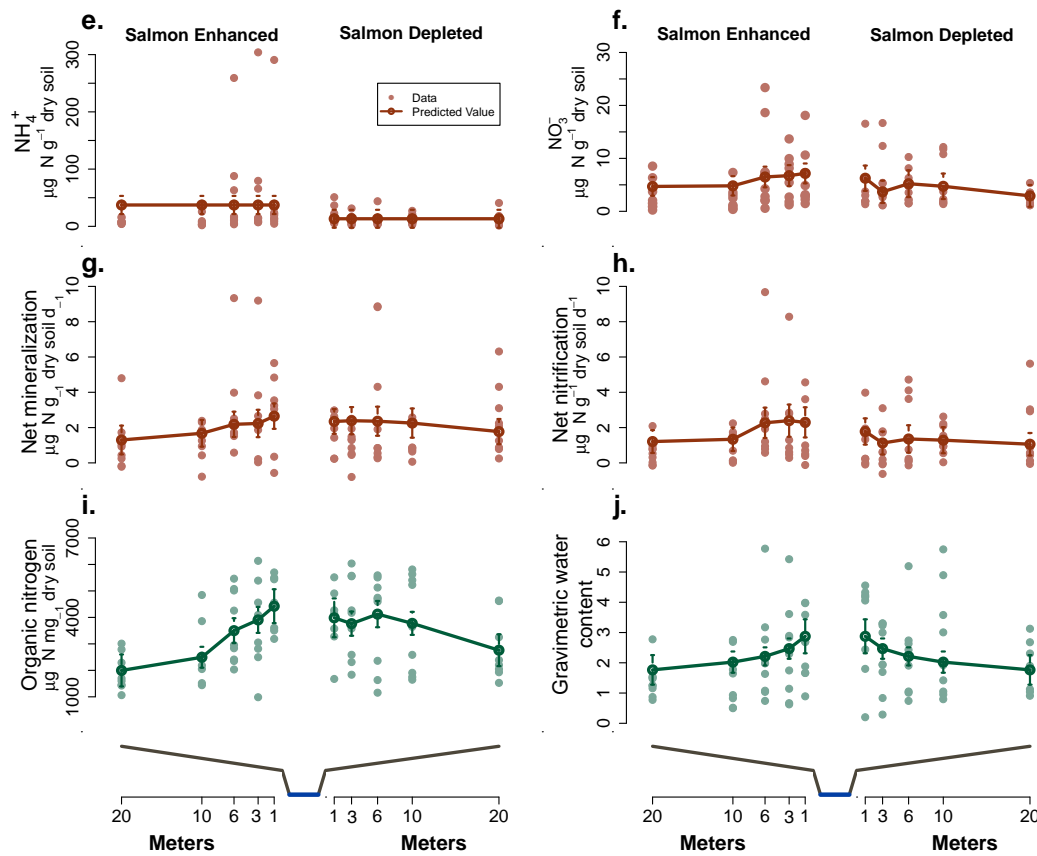 e.
Salmon Enhanced
Salmon Depleted
NH₄⁺
µg N g⁻¹ dry soil
300
200
100
0
Data
Predicted Value
f.
Salmon Enhanced
Salmon Depleted
NO₃⁻
µg N g⁻¹ dry soil
30
20
10
0
g.
Net mineralization
µg N g⁻¹ dry soil d⁻¹
10
8
6
4
2
0
h.
Net nitrification
µg N g⁻¹ dry soil d⁻¹
10
8
6
4
2
0
i.
Organic nitrogen
µg N mg⁻¹ dry soil
7000
4000
1000
j.
Gravimetric water
content
6
5
4
3
2
1
0
20 10 6 3 1 1 3 6 10 20
Meters Meters
20 10 6 3 1 1 3 6 10 20
Meters Meters